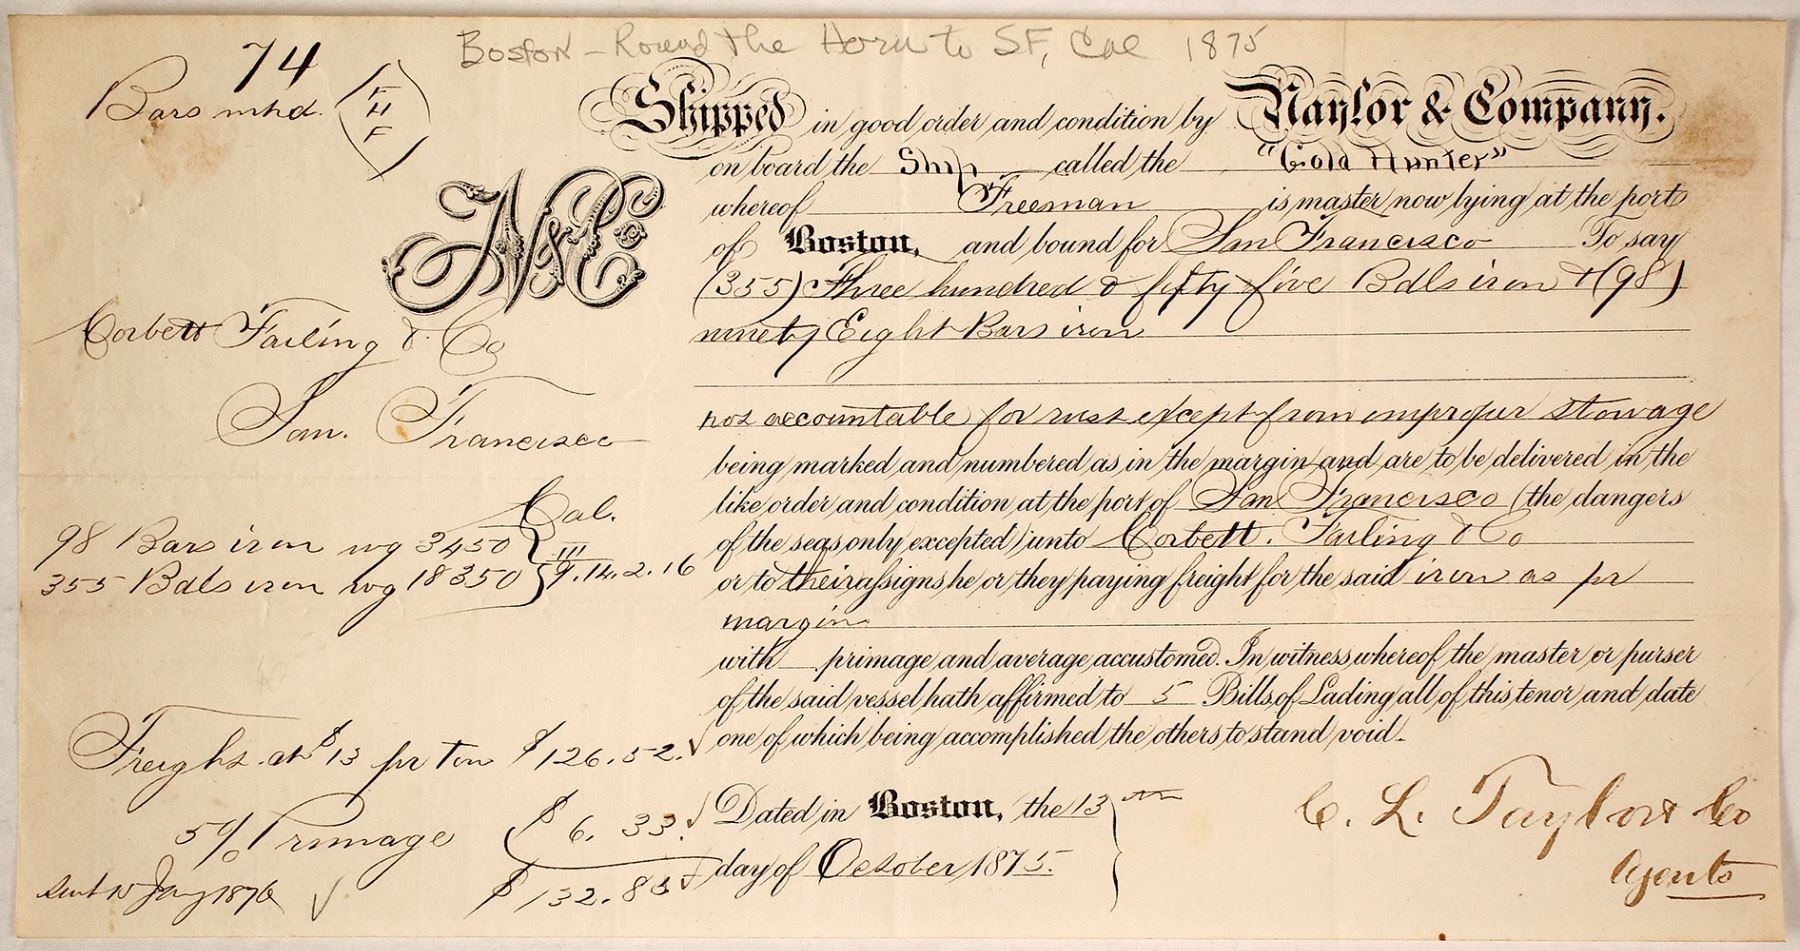 Boston - Round the Horn to SF, Cal 1875
74
Bars mkd. F H F
Shipped in good order and condition by Naylor & Company.
on board the Ship called the "Gold Hunter"
whereof Freeman is master now lying at the port
of Boston, and bound for San Francisco To say
(355) Three hundred & fifty five Bdls iron & (98)
ninety Eight Bars iron
N&Co
Corbett Failing & Co
San Francisco
Cal.
not accountable for rust except from improper stowage
being marked and numbered as in the margin and are to be delivered in the
like order and condition at the port of San Francisco (the dangers
of the seas only excepted) unto Corbett. Failing & Co
or to their assigns he or they paying freight for the said iron as pr
margin
with primage and average accustomed. In witness whereof the master or purser
of the said vessel hath affirmed to 5 Bills of Lading all of this tenor and date
one of which being accomplished the others to stand void.
98 Bars iron wg 3450
355 Bdls iron wg 18350 9.14.2.16
Freight at $13 pr ton $126.52.
5% Primage $6.33.
$132.85
Dated in Boston, the 13th
day of October 1875.
C. L. Taylor & Co
Agents
1876